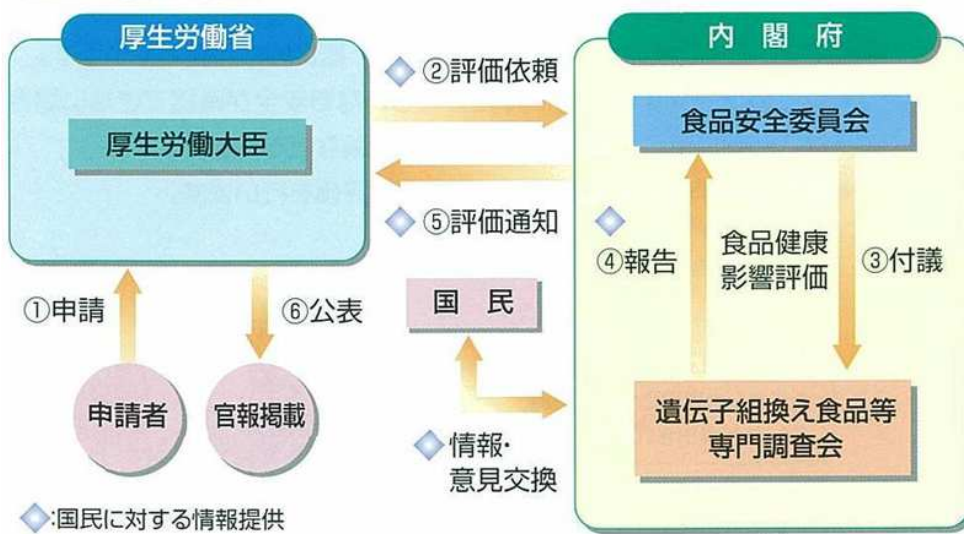 厚生労働省
厚生労働大臣
内閣府
食品安全委員会
②評価依頼
⑤評価通知
④報告
食品健康
影響評価
③付議
①申請
⑥公表
国民
申請者
官報掲載
遺伝子組換え食品等
専門調査会
情報・
意見交換
:国民に対する情報提供